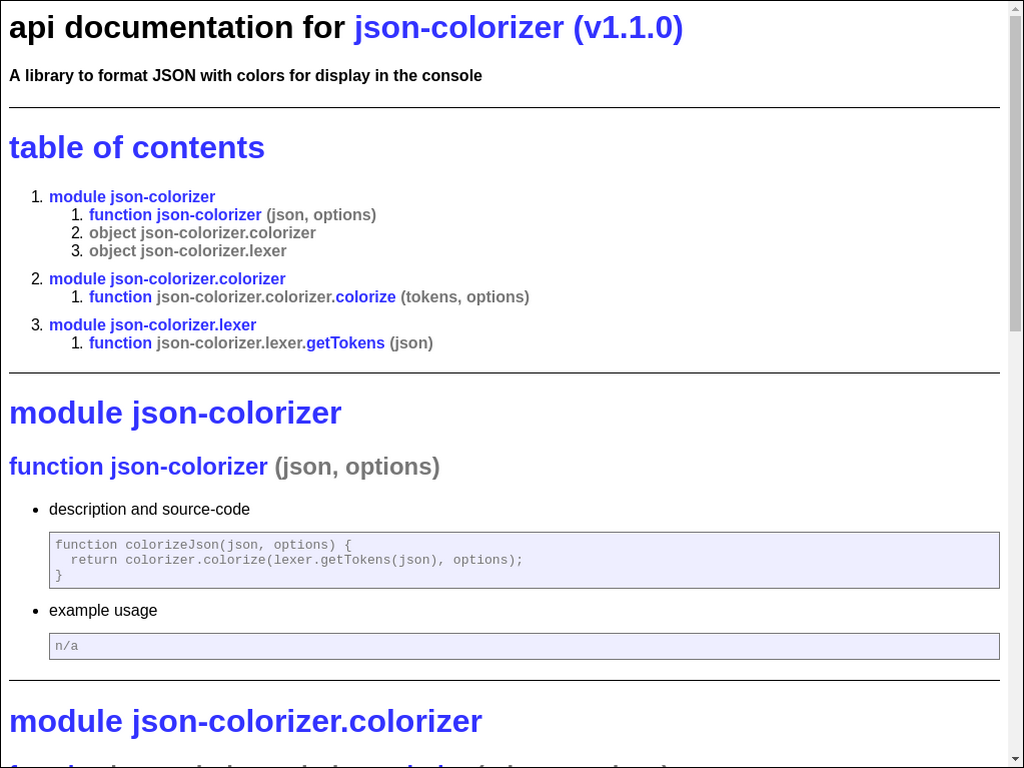 api documentation for json-colorizer (v1.1.0)
A library to format JSON with colors for display in the console
table of contents
1. module json-colorizer
1. function json-colorizer (json, options)
2. object json-colorizer.colorizer
3. object json-colorizer.lexer
2. module json-colorizer.colorizer
1. function json-colorizer.colorizer.colorize (tokens, options)
3. module json-colorizer.lexer
1. function json-colorizer.lexer.getTokens (json)
module json-colorizer
function json-colorizer (json, options)
• description and source-code
function colorizeJson(json, options) {
  return colorizer.colorize(lexer.getTokens(json), options);
}
• example usage
n/a
module json-colorizer.colorizer